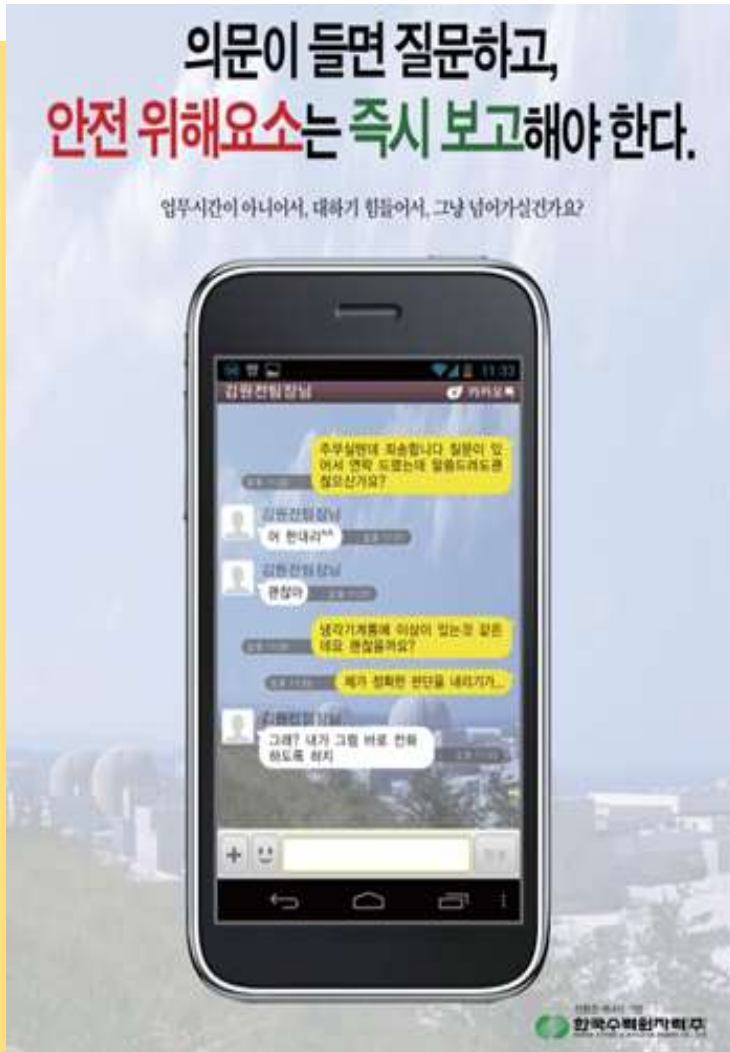 의문이 들면 질문하고,
안전 위해요소는 즉시 보고해야 한다.
업무시간이 아니어서, 대하기 힘들어서, 그냥 넘어가실건가요?
11:33
김원전팀장님 카카오톡
주무실텐데 죄송합니다 질문이 있
어서 연락 드렸는데 말씀드려도괜
찮으신가요?
김원전팀장님
어 한대리^^
김원전팀장님
괜찮아
냉각기계통에 이상이 있는것 같은
데요 괜찮을까요?
제가 정확한 판단을 내리기가...
김원전팀장님
그래? 내가 그럼 바로 전화
하도록 하지
한국수력원자력㈜